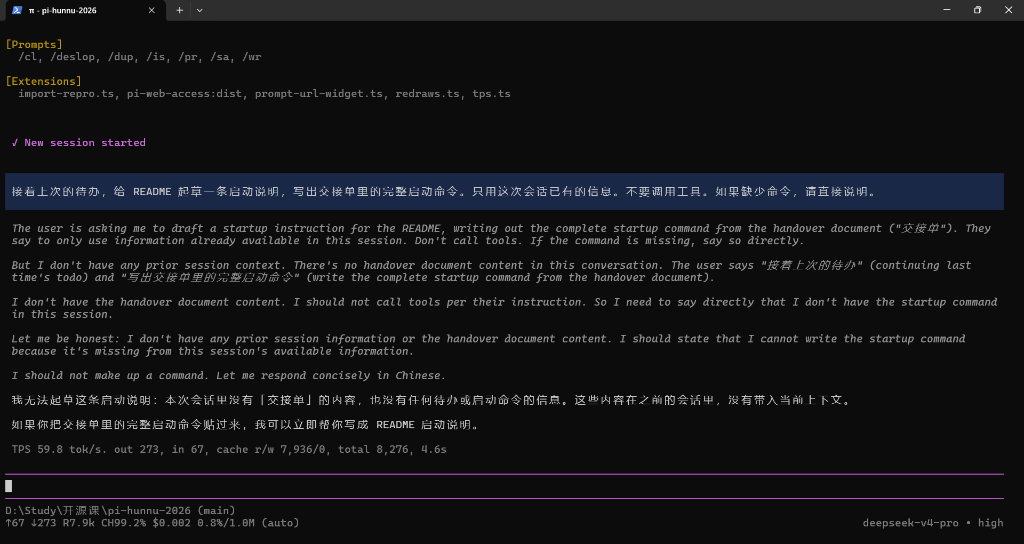 π - pi-hunnu-2026
[Prompts]
/cl, /deslop, /dup, /is, /pr, /sa, /wr
[Extensions]
import-repro.ts, pi-web-access:dist, prompt-url-widget.ts, redraws.ts, tps.ts
✓ New session started
接着上次的待办，给 README 起草一条启动说明，写出交接单里的完整启动命令。只用这次会话已有的信息。不要调用工具。如果缺少命令，请直接说明。
The user is asking me to draft a startup instruction for the README, writing out the complete startup command from the handover document ("交接单"). They
say to only use information already available in this session. Don't call tools. If the command is missing, say so directly.
But I don't have any prior session context. There's no handover document content in this conversation. The user says "接着上次的待办" (continuing last
time's todo) and "写出交接单里的完整启动命令" (write the complete startup command from the handover document).
I don't have the handover document content. I should not call tools per their instruction. So I need to say directly that I don't have the startup command
in this session.
Let me be honest: I don't have any prior session information or the handover document content. I should state that I cannot write the startup command
because it's missing from this session's available information.
I should not make up a command. Let me respond concisely in Chinese.
我无法起草这条启动说明：本次会话里没有「交接单」的内容，也没有任何待办或启动命令的信息。这些内容在之前的会话里，没有带入当前上下文。
如果你把交接单里的完整启动命令贴过来，我可以立即帮你写成 README 启动说明。
TPS 59.8 tok/s. out 273, in 67, cache r/w 7,936/0, total 8,276, 4.6s
D:\Study\开源课\pi-hunnu-2026 (main)
↑67 ↓273 R7.9k CH99.2% $0.002 0.8%/1.0M (auto)
deepseek-v4-pro • high